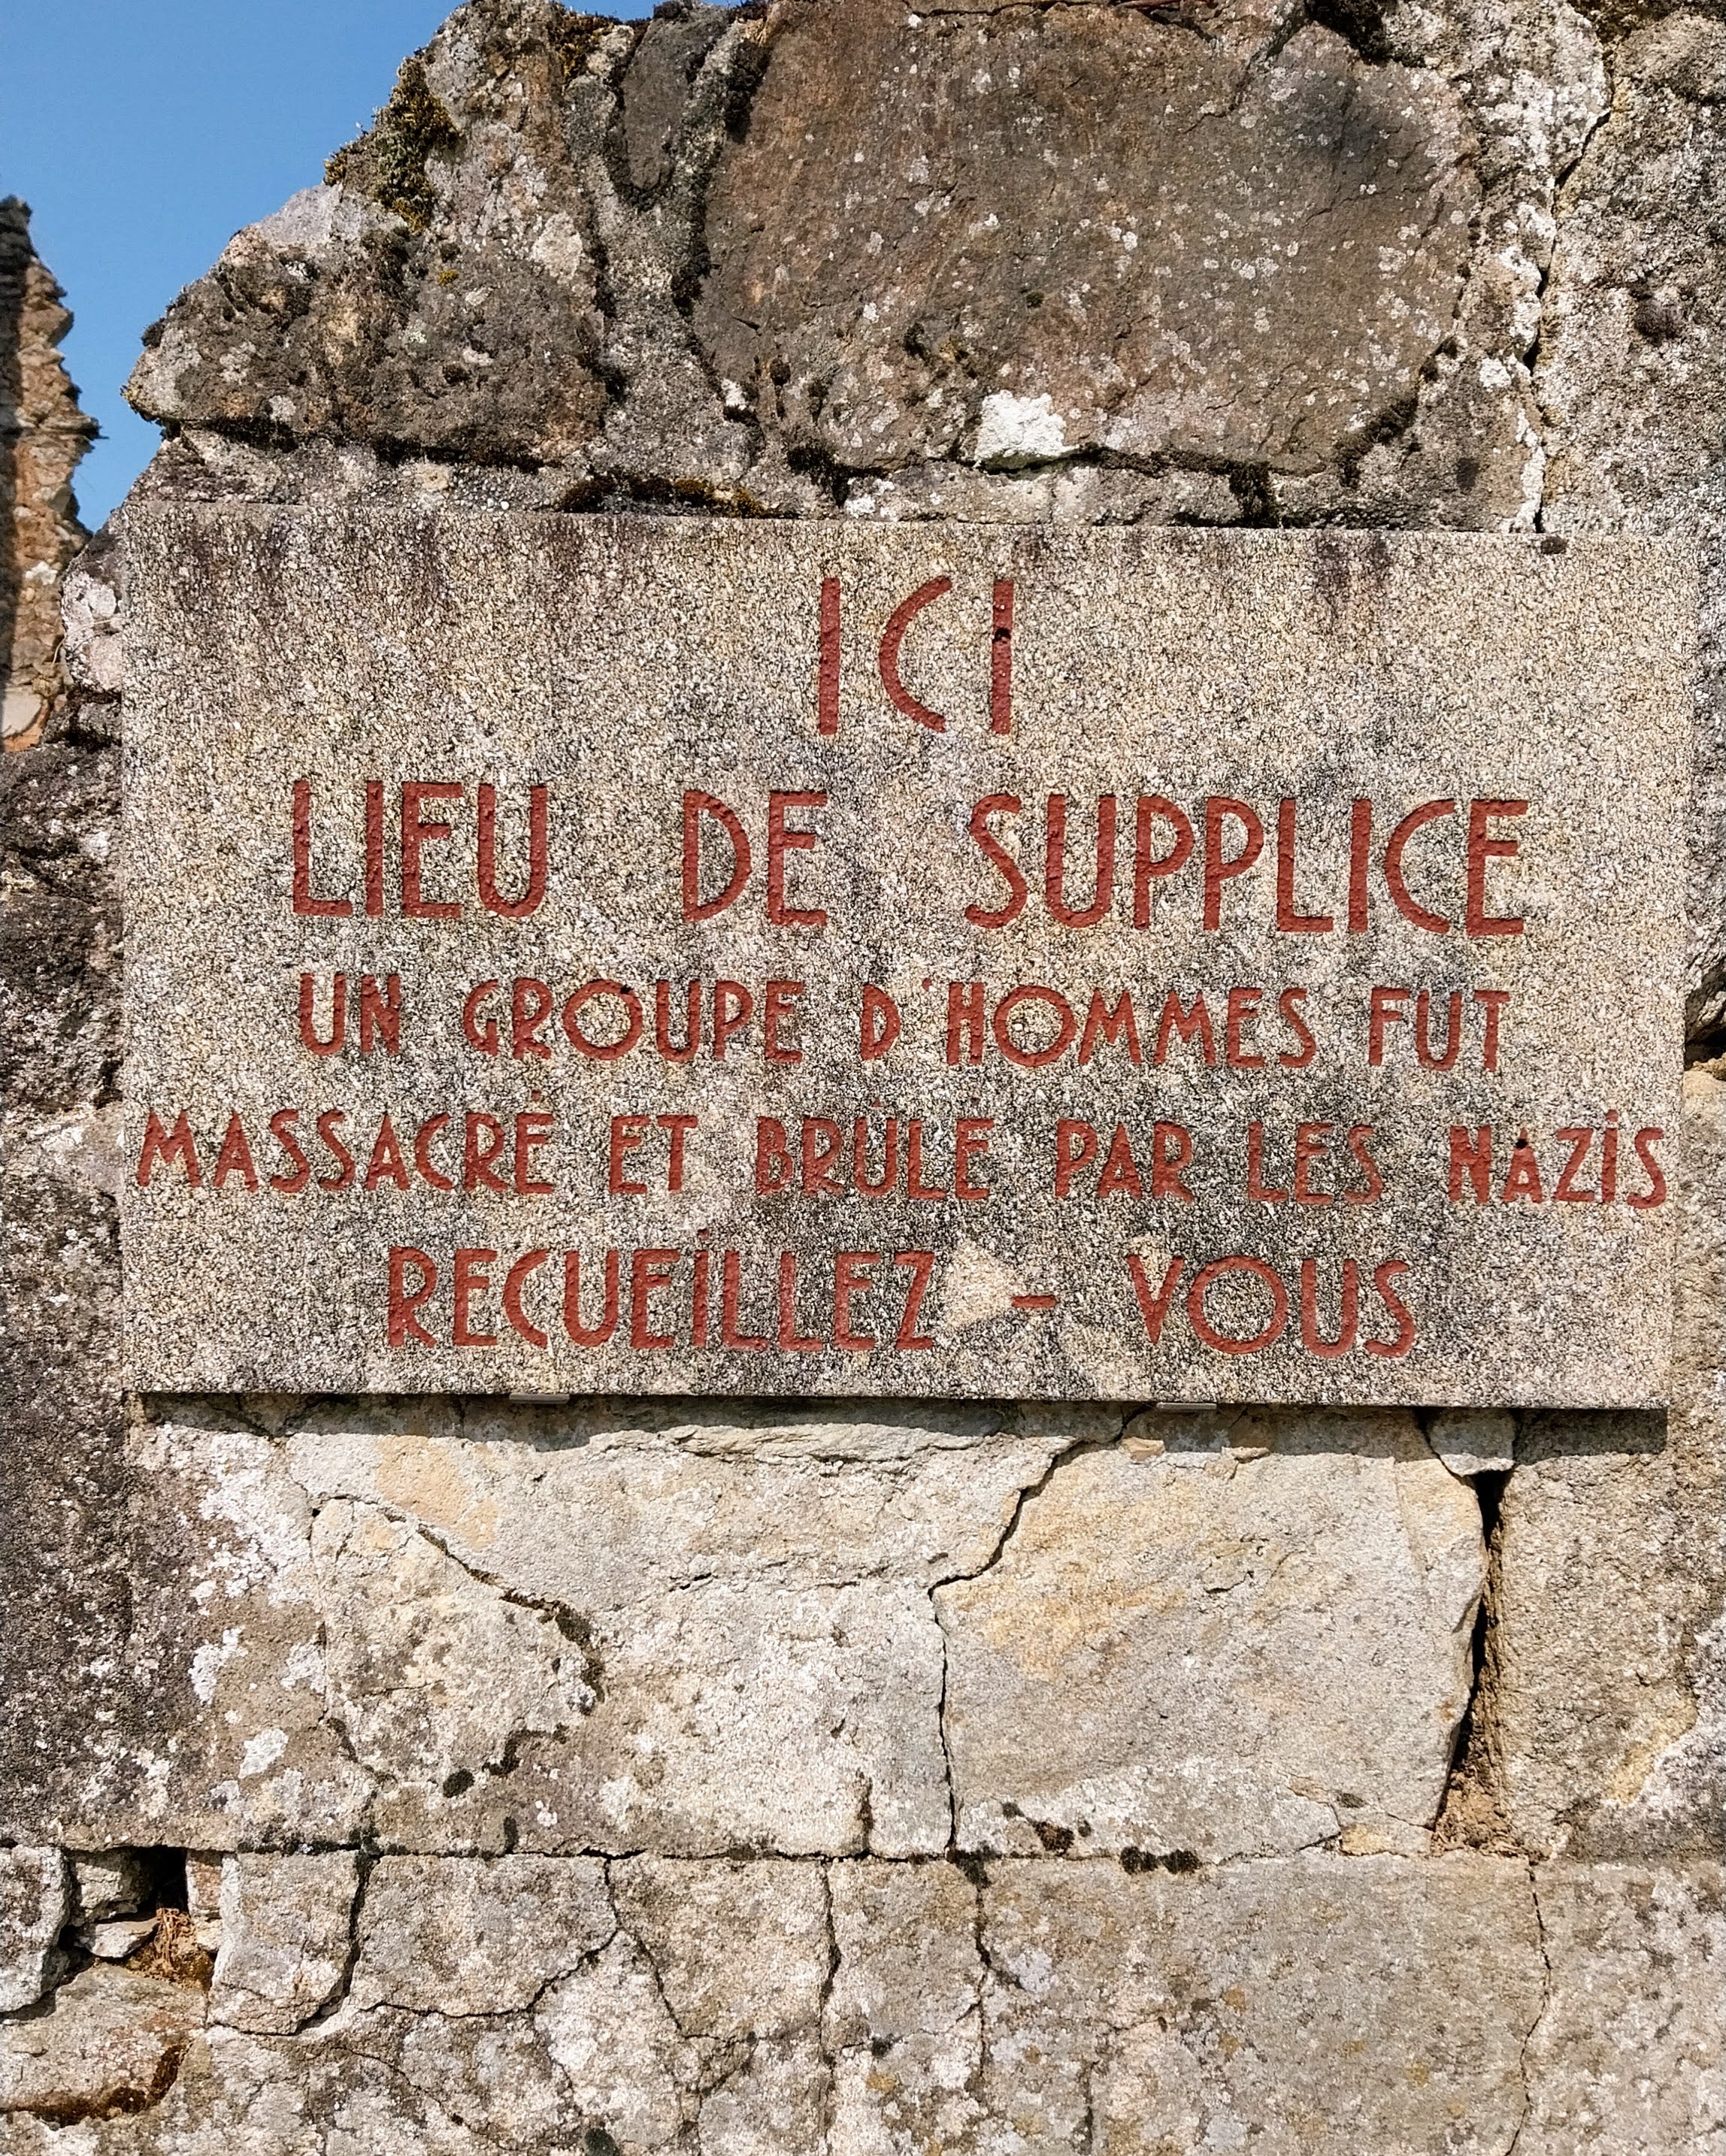 ICI
LIEU DE SUPPLICE
UN GROUPE D'HOMMES FUT
MASSACRÉ ET BRÛLÉ PAR LES NAZIS
RECUEILLEZ - VOUS